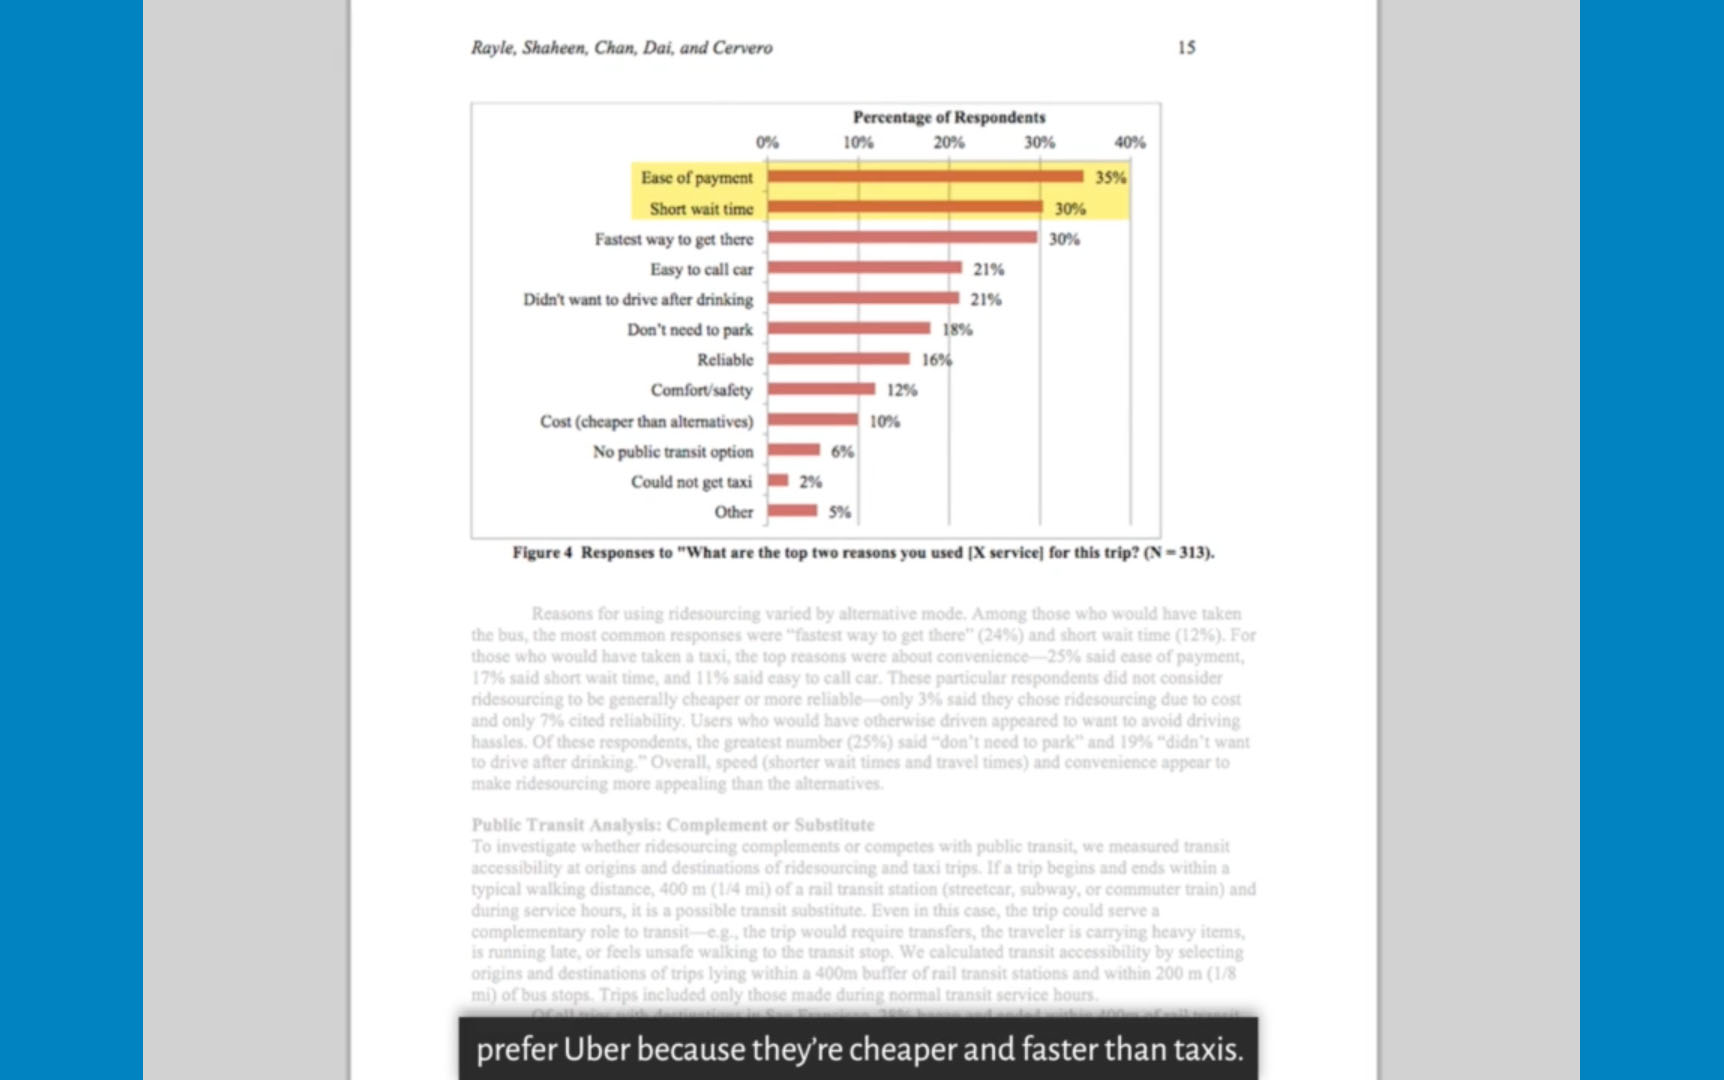 Rayle, Shaheen, Chan, Dai, and Cervero 15
Percentage of Respondents
0% 10% 20% 30% 40%
Ease of payment 35%
Short wait time 30%
Fastest way to get there 30%
Easy to call car 21%
Didn't want to drive after drinking 21%
Don't need to park 18%
Reliable 16%
Comfort/safety 12%
Cost (cheaper than alternatives) 10%
No public transit option 6%
Could not get taxi 2%
Other 5%
Figure 4 Responses to "What are the top two reasons you used [X service] for this trip? (N = 313).
Reasons for using ridesourcing varied by alternative mode. Among those who would have taken
the bus, the most common responses were “fastest way to get there” (24%) and short wait time (12%). For
those who would have taken a taxi, the top reasons were about convenience—25% said ease of payment,
17% said short wait time, and 11% said easy to call car. These particular respondents did not consider
ridesourcing to be generally cheaper or more reliable—only 3% said they chose ridesourcing due to cost
and only 7% cited reliability. Users who would have otherwise driven appeared to want to avoid driving
hassles. Of these respondents, the greatest number (25%) said “don’t need to park” and 19% “didn’t want
to drive after drinking.” Overall, speed (shorter wait times and travel times) and convenience appear to
make ridesourcing more appealing than the alternatives.
Public Transit Analysis: Complement or Substitute
To investigate whether ridesourcing complements or competes with public transit, we measured transit
accessibility at origins and destinations of ridesourcing and taxi trips. If a trip begins and ends within a
typical walking distance, 400 m (1/4 mi) of a rail transit station (streetcar, subway, or commuter train) and
during service hours, it is a possible transit substitute. Even in this case, the trip could serve a
complementary role to transit—e.g., the trip would require transfers, the traveler is carrying heavy items,
is running late, or feels unsafe walking to the transit stop. We calculated transit accessibility by selecting
origins and destinations of trips lying within a 400m buffer of rail transit stations and within 200 m (1/8
mi) of bus stops. Trips included only those made during normal transit service hours.
prefer Uber because they’re cheaper and faster than taxis.